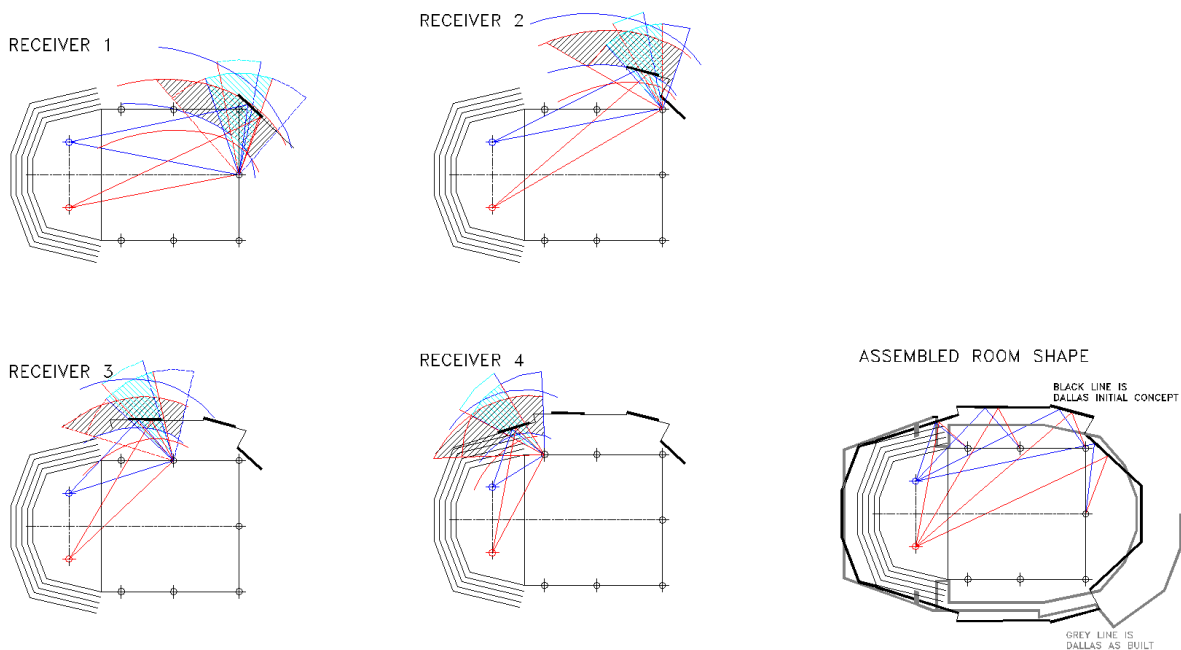 RECEIVER 1
RECEIVER 2
RECEIVER 3
RECEIVER 4
ASSEMBLED ROOM SHAPE
BLACK LINE IS
DALLAS INITIAL CONCEPT
GREY LINE IS
DALLAS AS BUILT